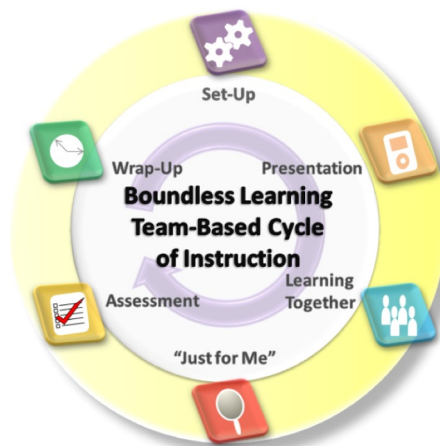 Set-Up
Wrap-Up
Presentation
Boundless Learning
Team-Based Cycle
of Instruction
Assessment
Learning
Together
“Just for Me”